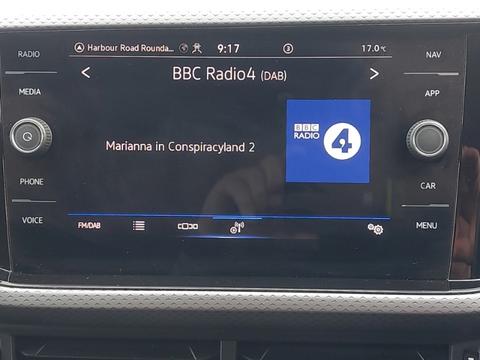 RADIO
Harbour Road Rounda...
9:17
3
17.0°C
NAV
BBC Radio4 (DAB)
MEDIA
APP
BBC
RADIO 4
Marianna in Conspiracyland 2
PHONE
CAR
VOICE
FM/DAB
MENU